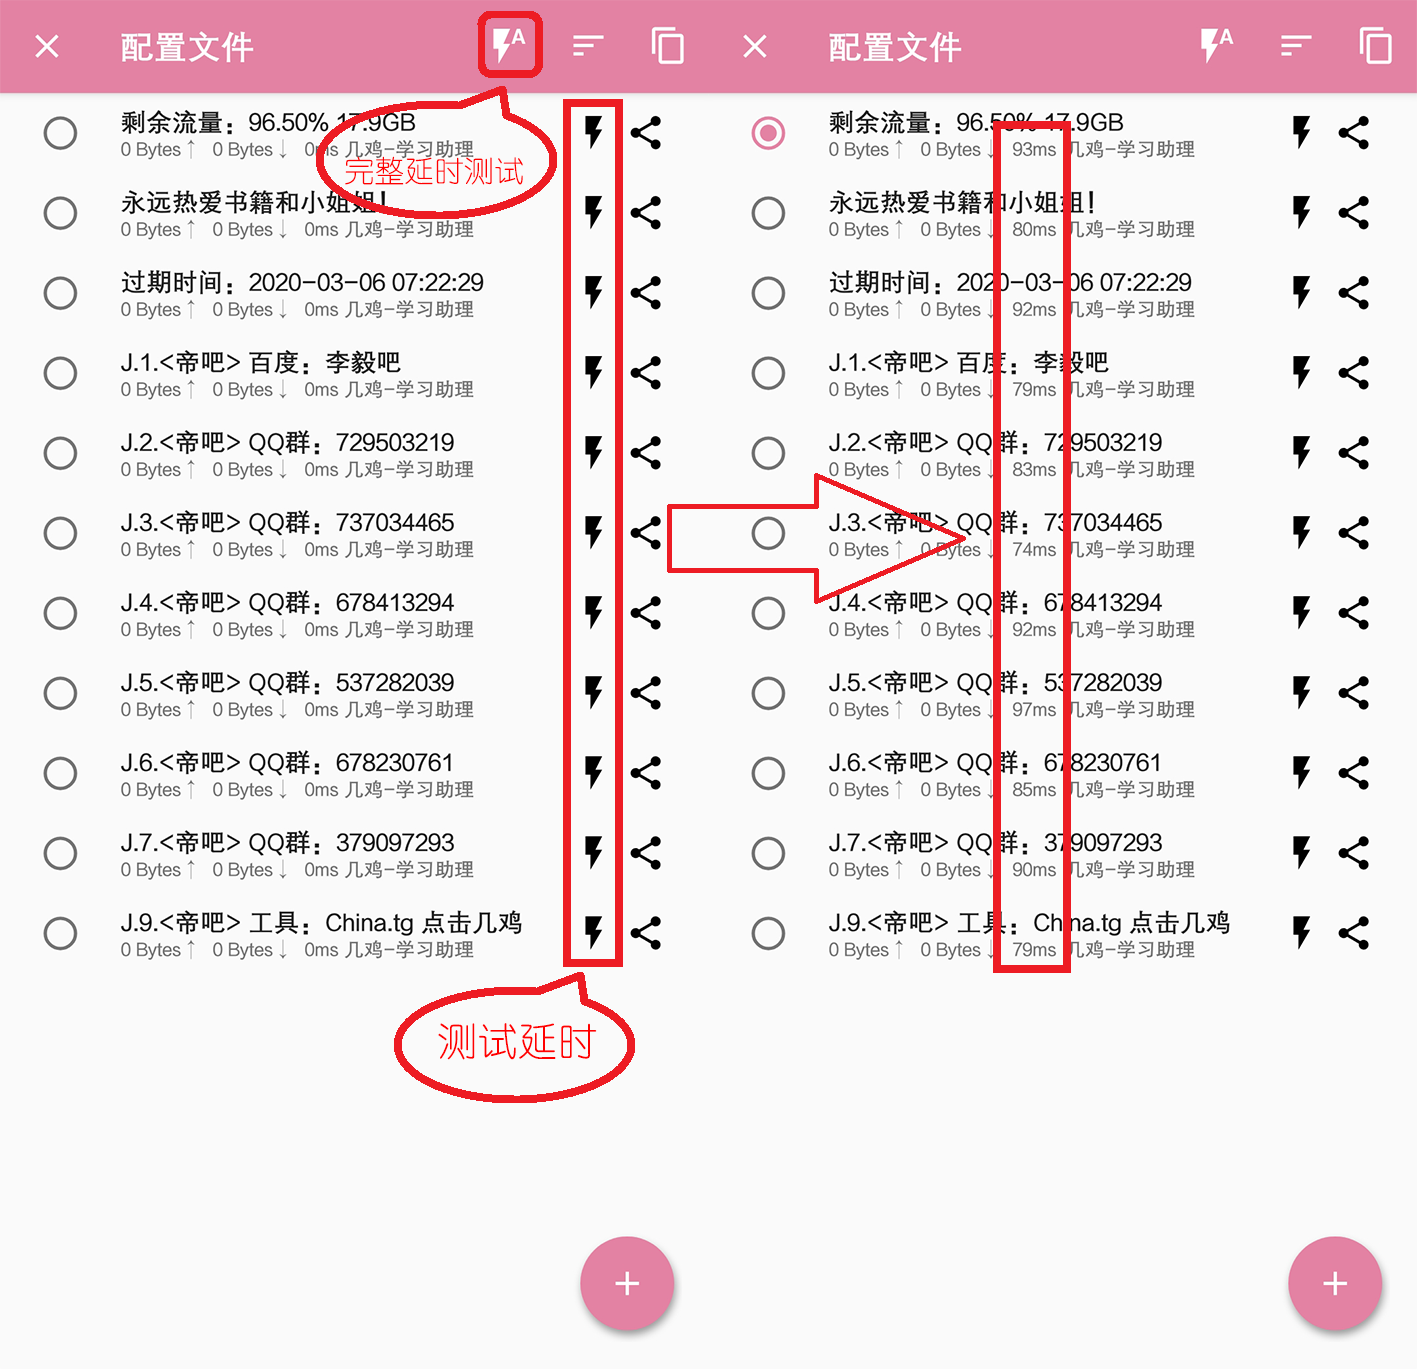 配置文件
A
剩余流量：96.50% 17.9GB
0 Bytes↑ 0 Bytes↓ 0ms 几鸡-学习助理
完整延时测试
永远热爱书籍和小姐姐！
0 Bytes↑ 0 Bytes↓ 0ms 几鸡-学习助理
过期时间：2020-03-06 07:22:29
0 Bytes↑ 0 Bytes↓ 0ms 几鸡-学习助理
J.1.<帝吧> 百度：李毅吧
0 Bytes↑ 0 Bytes↓ 0ms 几鸡-学习助理
J.2.<帝吧> QQ群：729503219
0 Bytes↑ 0 Bytes↓ 0ms 几鸡-学习助理
J.3.<帝吧> QQ群：737034465
0 Bytes↑ 0 Bytes↓ 0ms 几鸡-学习助理
J.4.<帝吧> QQ群：678413294
0 Bytes↑ 0 Bytes↓ 0ms 几鸡-学习助理
J.5.<帝吧> QQ群：537282039
0 Bytes↑ 0 Bytes↓ 0ms 几鸡-学习助理
J.6.<帝吧> QQ群：678230761
0 Bytes↑ 0 Bytes↓ 0ms 几鸡-学习助理
J.7.<帝吧> QQ群：379097293
0 Bytes↑ 0 Bytes↓ 0ms 几鸡-学习助理
J.9.<帝吧> 工具：China.tg 点击几鸡
0 Bytes↑ 0 Bytes↓ 0ms 几鸡-学习助理
测试延时
配置文件
A
剩余流量：96.50% 17.9GB
0 Bytes↑ 0 Bytes↓ 93ms 几鸡-学习助理
永远热爱书籍和小姐姐！
0 Bytes↑ 0 Bytes↓ 80ms 几鸡-学习助理
过期时间：2020-03-06 07:22:29
0 Bytes↑ 0 Bytes↓ 92ms 几鸡-学习助理
J.1.<帝吧> 百度：李毅吧
0 Bytes↑ 0 Bytes↓ 79ms 几鸡-学习助理
J.2.<帝吧> QQ群：729503219
0 Bytes↑ 0 Bytes↓ 83ms 几鸡-学习助理
J.3.<帝吧> QQ群：737034465
0 Bytes↑ 0 Bytes↓ 74ms 几鸡-学习助理
J.4.<帝吧> QQ群：678413294
0 Bytes↑ 0 Bytes↓ 92ms 几鸡-学习助理
J.5.<帝吧> QQ群：537282039
0 Bytes↑ 0 Bytes↓ 97ms 几鸡-学习助理
J.6.<帝吧> QQ群：678230761
0 Bytes↑ 0 Bytes↓ 85ms 几鸡-学习助理
J.7.<帝吧> QQ群：379097293
0 Bytes↑ 0 Bytes↓ 90ms 几鸡-学习助理
J.9.<帝吧> 工具：China.tg 点击几鸡
0 Bytes↑ 0 Bytes↓ 79ms 几鸡-学习助理